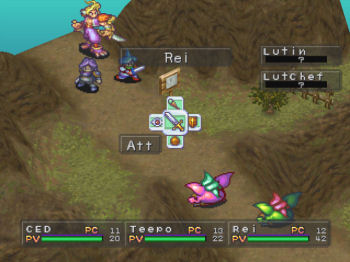 Rei
Lutin
?
LutChef
?
Att
CED PC 11
PV 20
Teepo PC 13
PV 22
Rei PC 12
PV 42